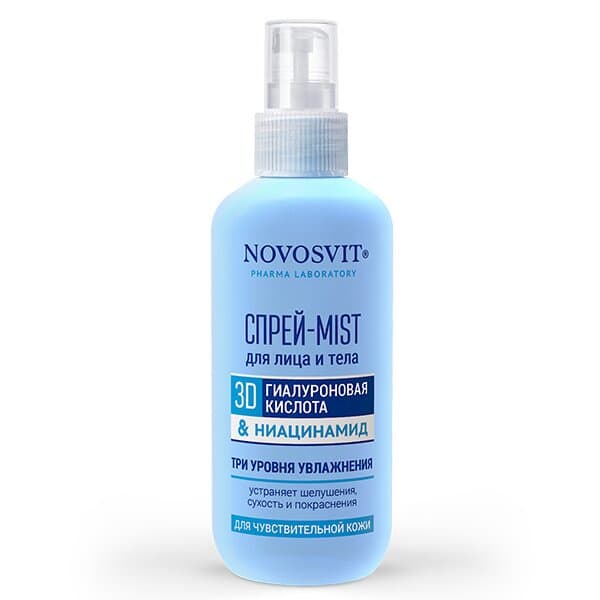 NOVOSVIT®
PHARMA LABORATORY
СПРЕЙ-MIST
для лица и тела
3D ГИАЛУРОНОВАЯ
КИСЛОТА
& НИАЦИНАМИД
ТРИ УРОВНЯ УВЛАЖНЕНИЯ
устраняет шелушения,
сухость и покраснения
ДЛЯ ЧУВСТВИТЕЛЬНОЙ КОЖИ